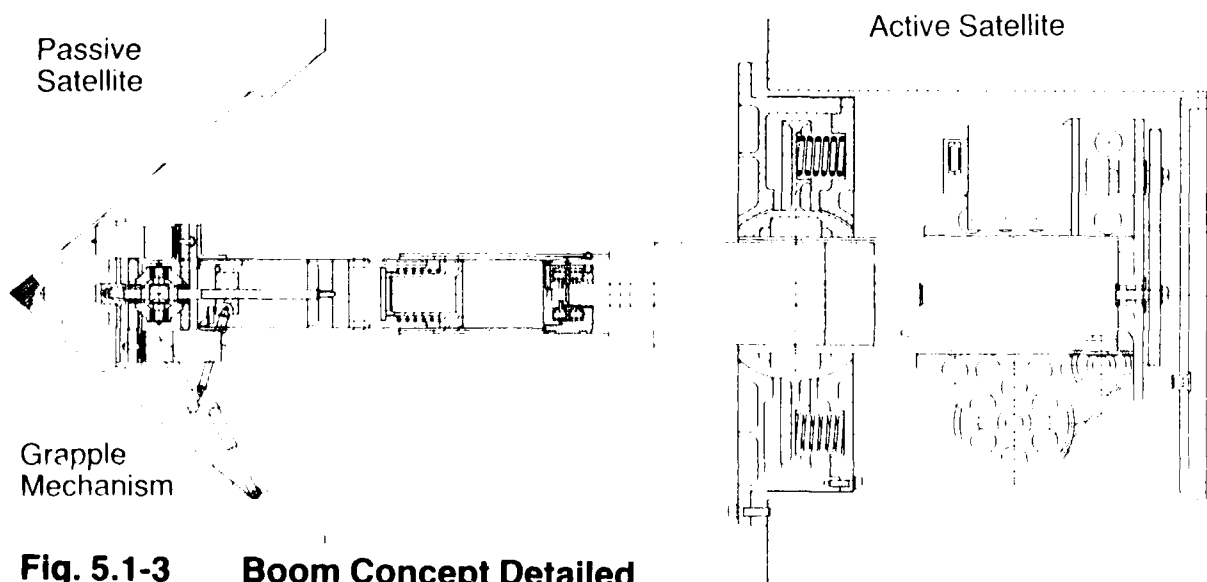 Passive
Satellite
Active Satellite
Grapple
Mechanism
Fig. 5.1-3 Boom Concept Detailed